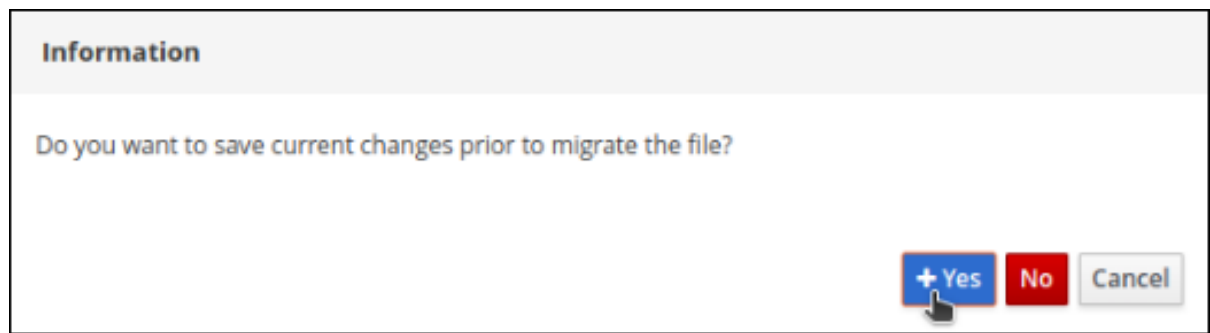 Information
Do you want to save current changes prior to migrate the file?
+ Yes No Cancel